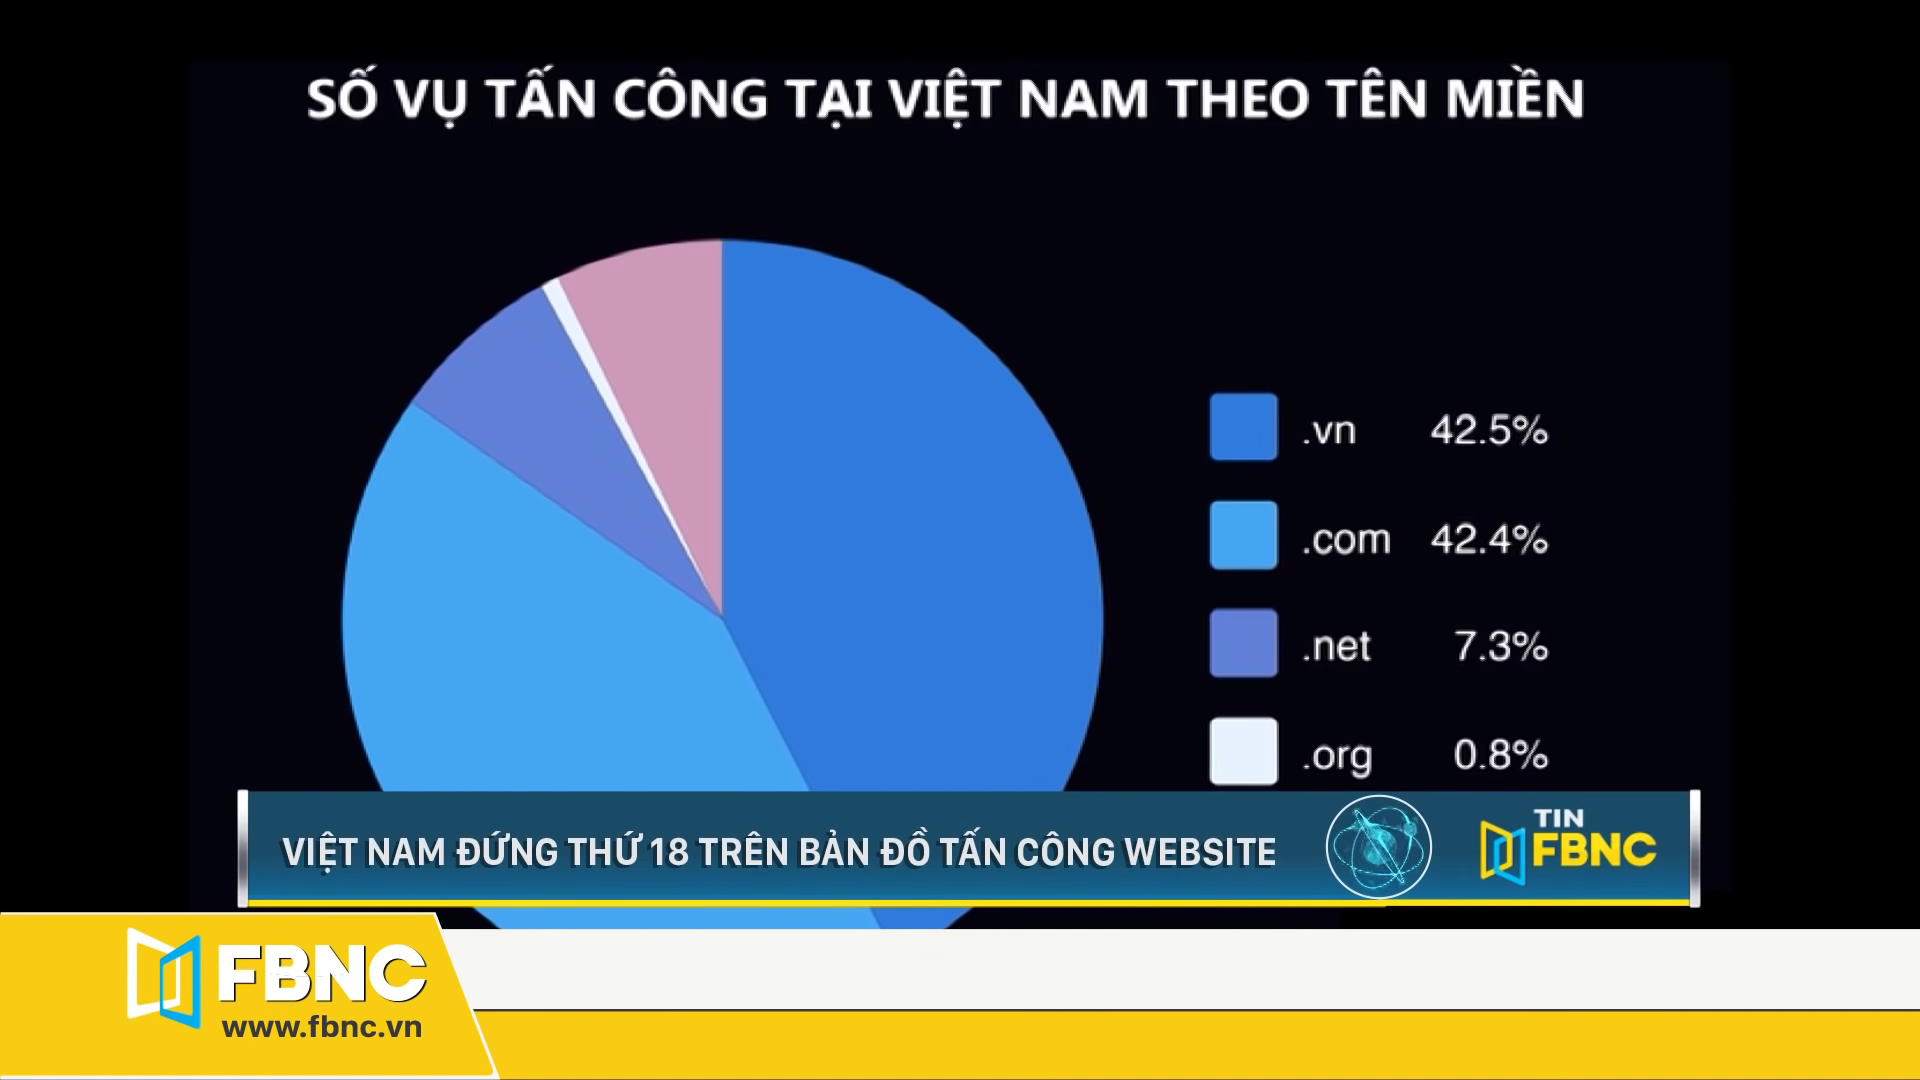 SỐ VỤ TẤN CÔNG TẠI VIỆT NAM THEO TÊN MIỀN
.vn 42.5%
.com 42.4%
.net 7.3%
.org 0.8%
VIỆT NAM ĐỨNG THỨ 18 TRÊN BẢN ĐỒ TẤN CÔNG WEBSITE
TIN
FBNC
FBNC
www.fbnc.vn